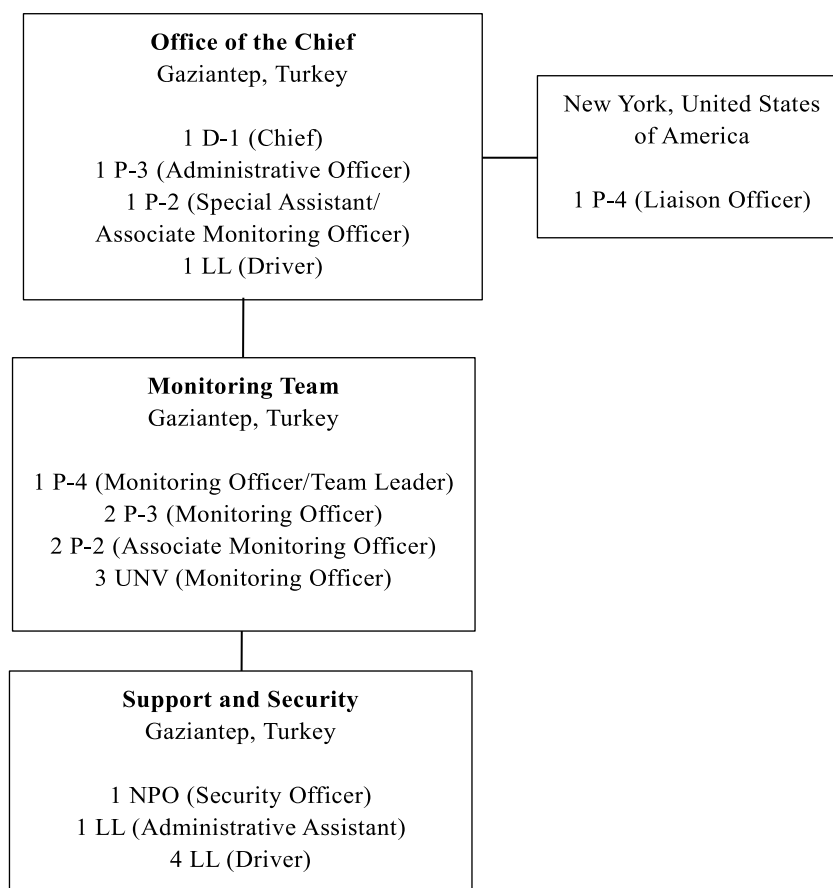 Office of the Chief
Gaziantep, Turkey
1 D-1 (Chief)
1 P-3 (Administrative Officer)
1 P-2 (Special Assistant/
Associate Monitoring Officer)
1 LL (Driver)
New York, United States
of America
1 P-4 (Liaison Officer)
Monitoring Team
Gaziantep, Turkey
1 P-4 (Monitoring Officer/Team Leader)
2 P-3 (Monitoring Officer)
2 P-2 (Associate Monitoring Officer)
3 UNV (Monitoring Officer)
Support and Security
Gaziantep, Turkey
1 NPO (Security Officer)
1 LL (Administrative Assistant)
4 LL (Driver)